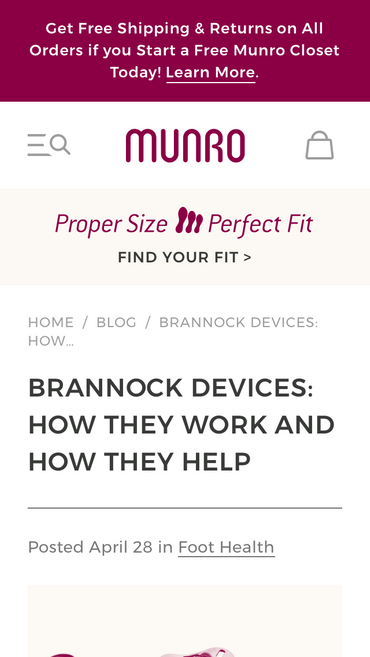 Get Free Shipping & Returns on All
Orders if you Start a Free Munro Closet
Today! Learn More.
MUNRO
Proper Size Perfect Fit
FIND YOUR FIT >
HOME / BLOG / BRANNOCK DEVICES:
HOW...
BRANNOCK DEVICES:
HOW THEY WORK AND
HOW THEY HELP
Posted April 28 in Foot Health